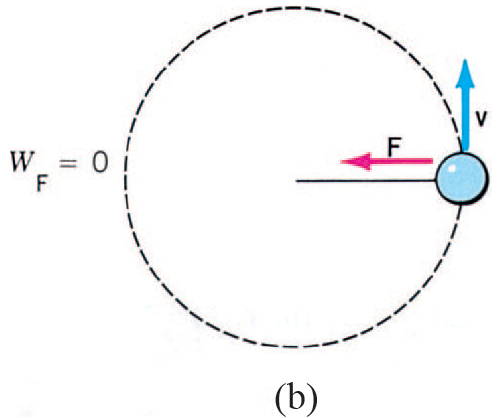 v
F
W_F = 0
(b)